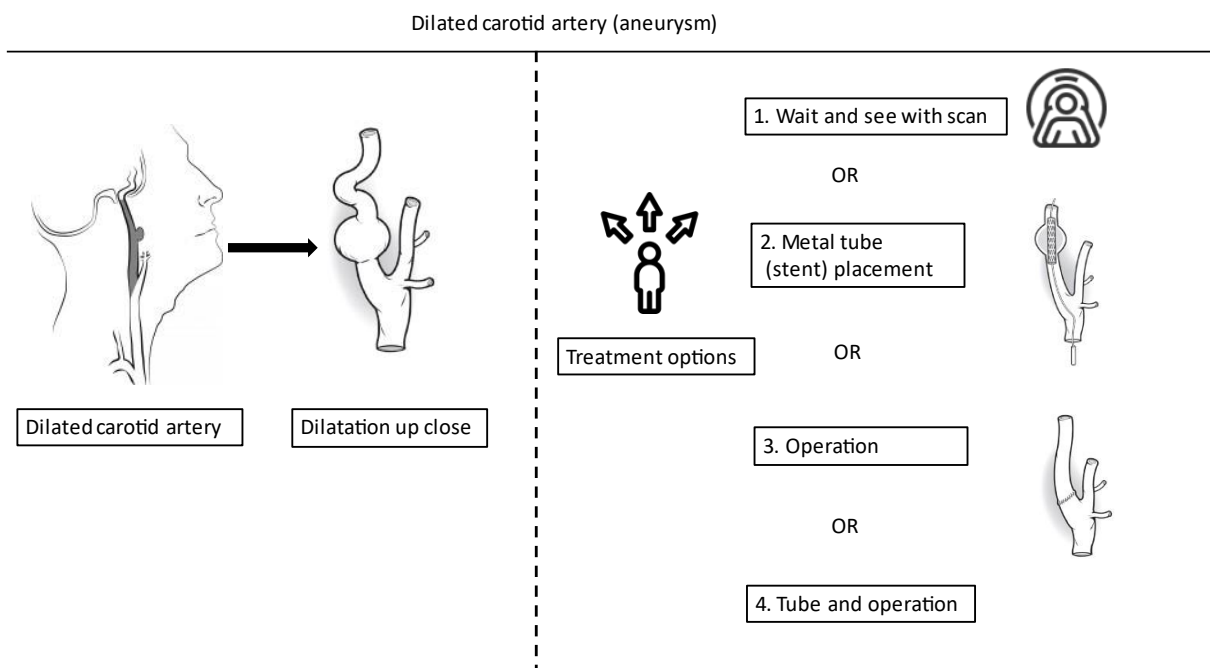 Dilated carotid artery (aneurysm)
Dilated carotid artery
Dilatation up close
Treatment options
1. Wait and see with scan
OR
2. Metal tube
(stent) placement
OR
3. Operation
OR
4. Tube and operation